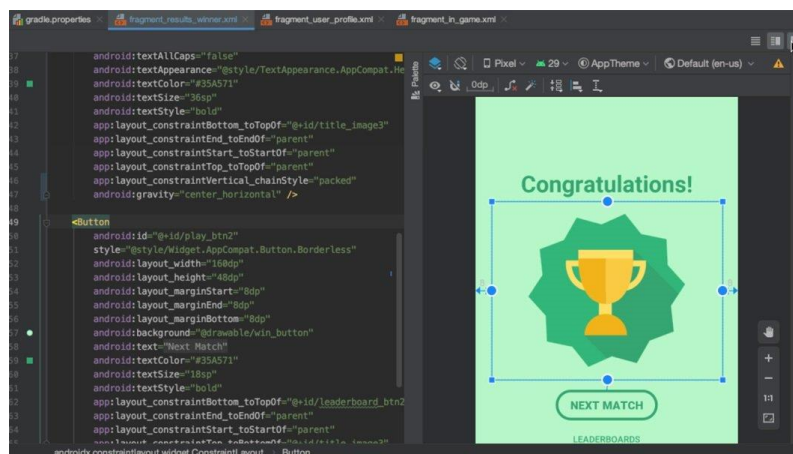 gradle.properties
fragment_results_winner.xml
fragment_user_profile.xml
fragment_in_game.xml
37 android:textAllCaps="false"
38 android:textAppearance="@style/TextAppearance.AppCompat.He
39 android:textColor="#35A571"
40 android:textSize="36sp"
41 android:textStyle="bold"
42 app:layout_constraintBottom_toTopOf="@+id/title_image3"
43 app:layout_constraintEnd_toEndOf="parent"
44 app:layout_constraintStart_toStartOf="parent"
45 app:layout_constraintTop_toTopOf="parent"
46 app:layout_constraintVertical_chainStyle="packed"
47 android:gravity="center_horizontal" />
48
49 <Button
50 android:id="@+id/play_btn2"
51 style="@style/Widget.AppCompat.Button.Borderless"
52 android:layout_width="160dp"
53 android:layout_height="48dp"
54 android:layout_marginStart="8dp"
55 android:layout_marginEnd="8dp"
56 android:layout_marginBottom="8dp"
57 android:background="@drawable/win_button"
58 android:text="Next Match"
59 android:textColor="#35A571"
60 android:textSize="18sp"
61 android:textStyle="bold"
62 app:layout_constraintBottom_toTopOf="@+id/leaderboard_btn2
63 app:layout_constraintEnd_toEndOf="parent"
64 app:layout_constraintStart_toStartOf="parent"
65 app:layout_constraintTop_toBottomOf="@+id/title_image3"
androidx.constraintlayout.widget.ConstraintLayout › Button
Palette
Pixel
29
AppTheme
Default (en-us)
0dp
Congratulations!
8
8
NEXT MATCH
LEADERBOARDS
+
−
1:1